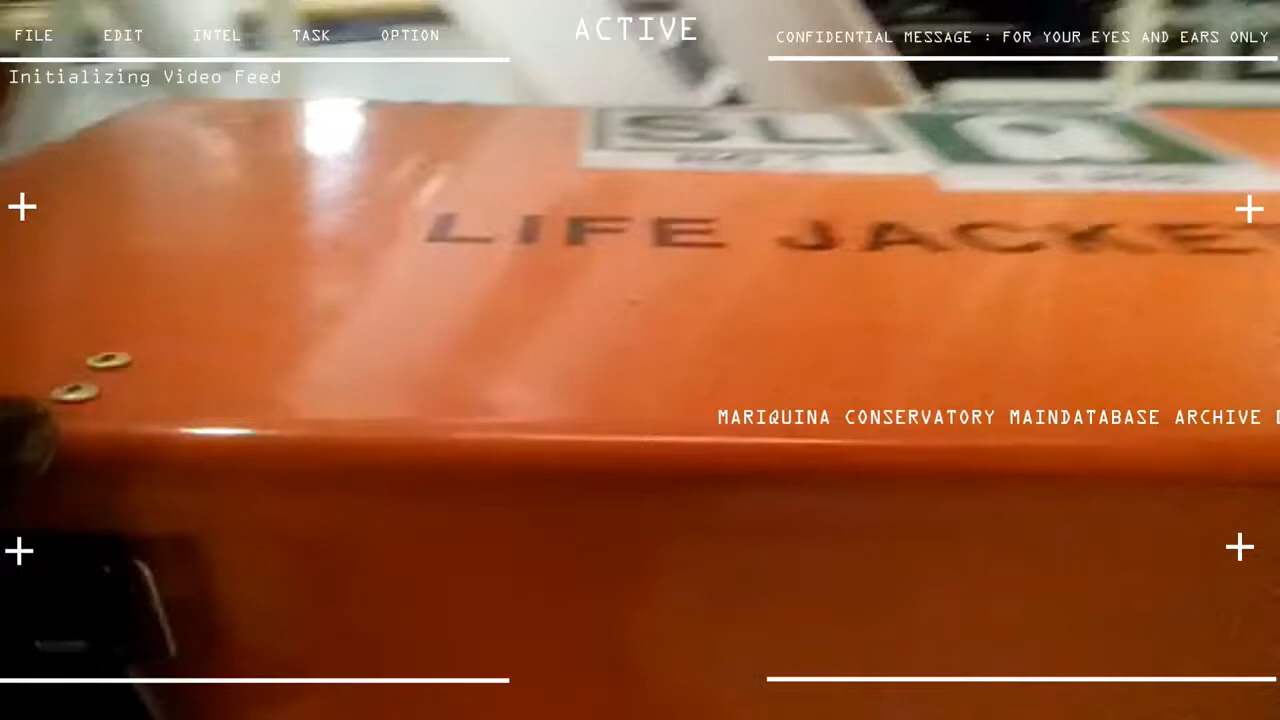 FILE EDIT INTEL TASK OPTION
ACTIVE
CONFIDENTIAL MESSAGE : FOR YOUR EYES AND EARS ONLY
Initializing Video Feed
SL
LIFE JACKET
MARIQUINA CONSERVATORY MAINDATABASE ARCHIVE